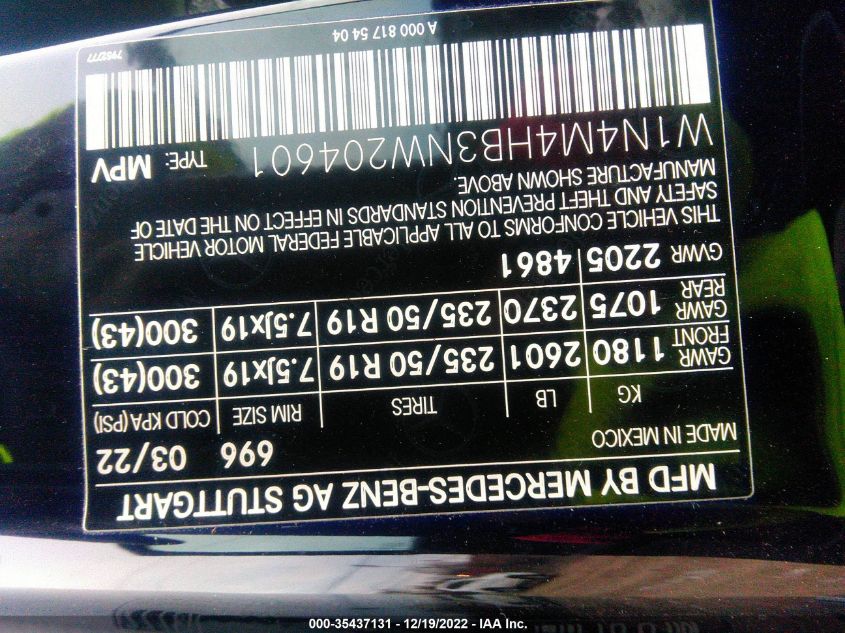 MFD BY MERCEDES-BENZ AG STUTTGART
MADE IN MEXICO 696 03/22
KG LB TIRES RIM SIZE COLD KPA(PSI)
GAWR FRONT 1180 2601 235/50 R19 7.5Jx19 300(43)
GAWR REAR 1075 2370 235/50 R19 7.5Jx19 300(43)
GVWR 2205 4861
THIS VEHICLE CONFORMS TO ALL APPLICABLE FEDERAL MOTOR VEHICLE
SAFETY AND THEFT PREVENTION STANDARDS IN EFFECT ON THE DATE OF
MANUFACTURE SHOWN ABOVE.
W1N4M4HB3NW204601 TYPE: MPV
A 000 817 54 04 7962777
000-35437131 - 12/19/2022 - IAA Inc.